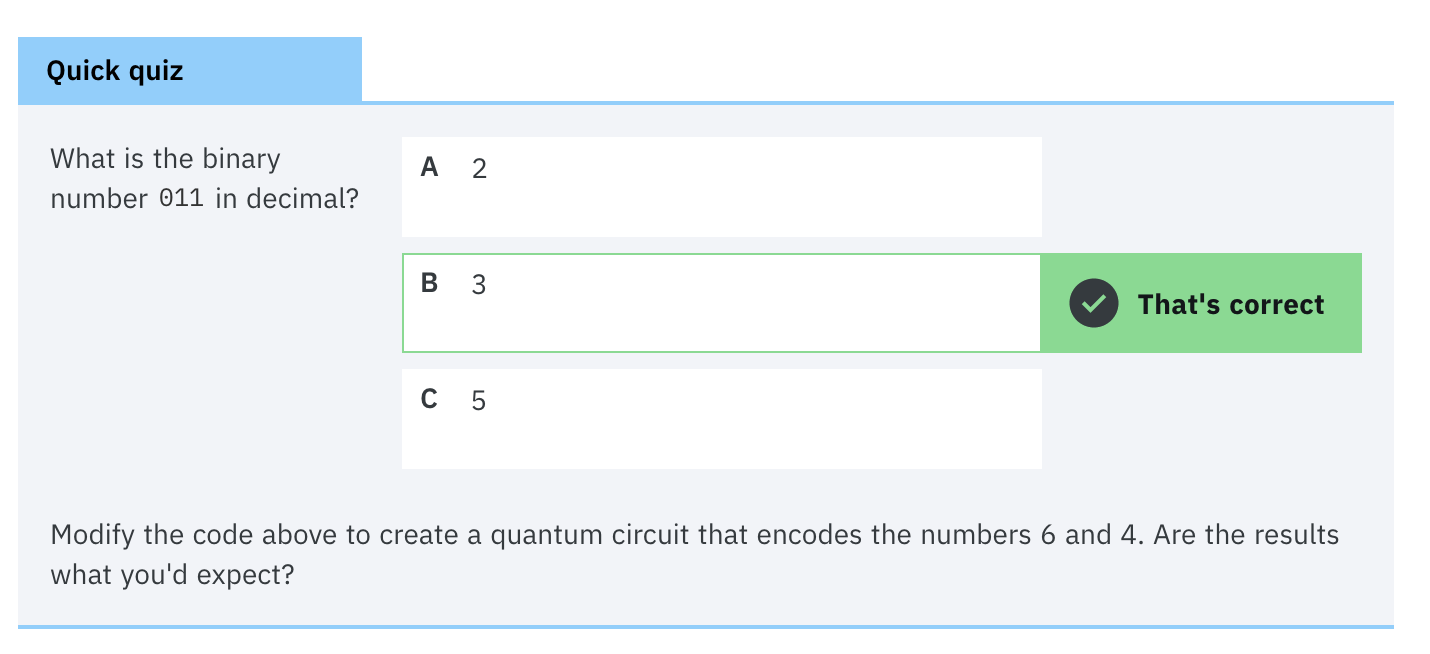 Quick quiz
What is the binary
number 011 in decimal?
A 2
B 3
That's correct
C 5
Modify the code above to create a quantum circuit that encodes the numbers 6 and 4. Are the results
what you'd expect?